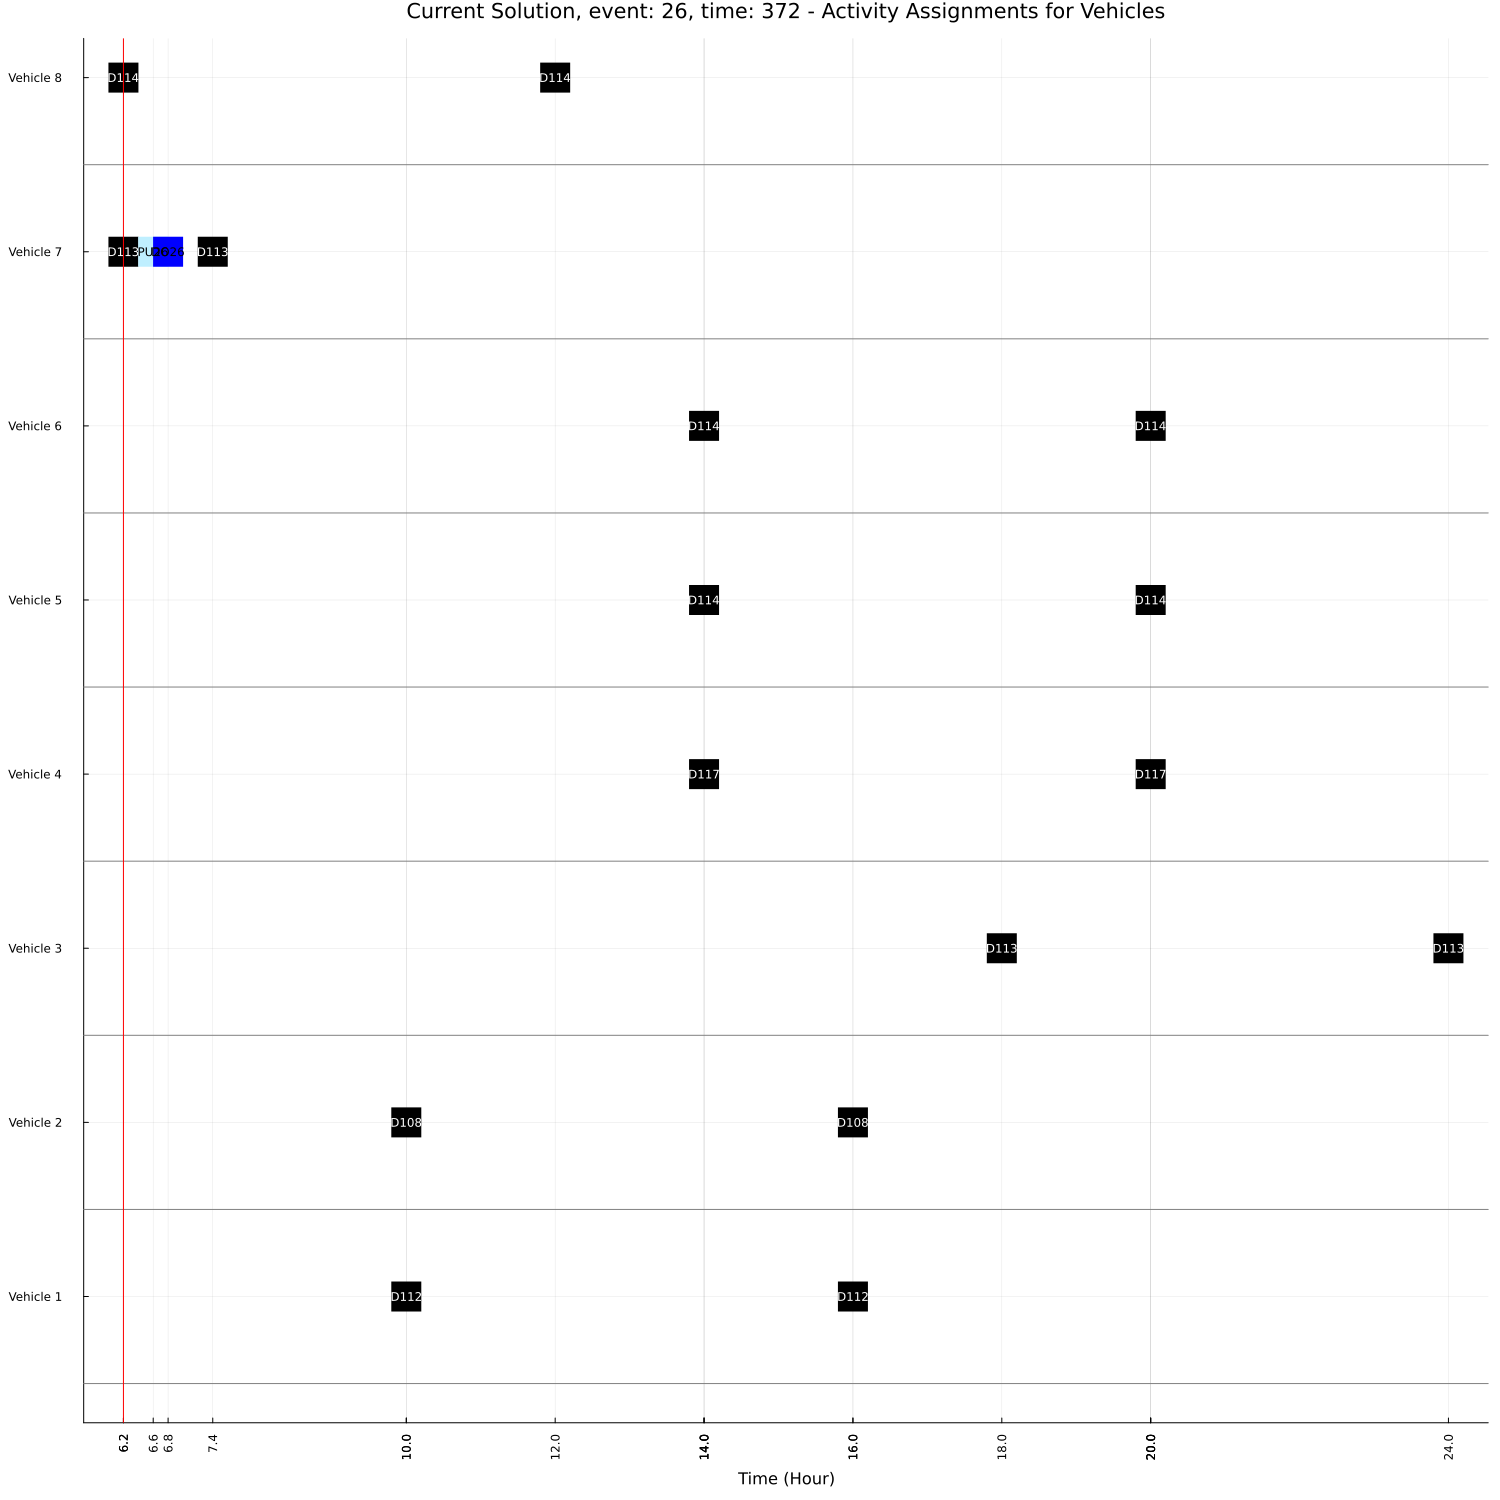 Current Solution, event: 26, time: 372 - Activity Assignments for Vehicles
Vehicle 8
D114
D114
Vehicle 7
D113
D113
Vehicle 6
D114
D114
Vehicle 5
D114
D114
Vehicle 4
D117
D117
Vehicle 3
D113
D113
Vehicle 2
D108
D108
Vehicle 1
D112
D112
6.2
6.6
6.8
7.4
10.0
12.0
14.0
16.0
18.0
20.0
24.0
Time (Hour)